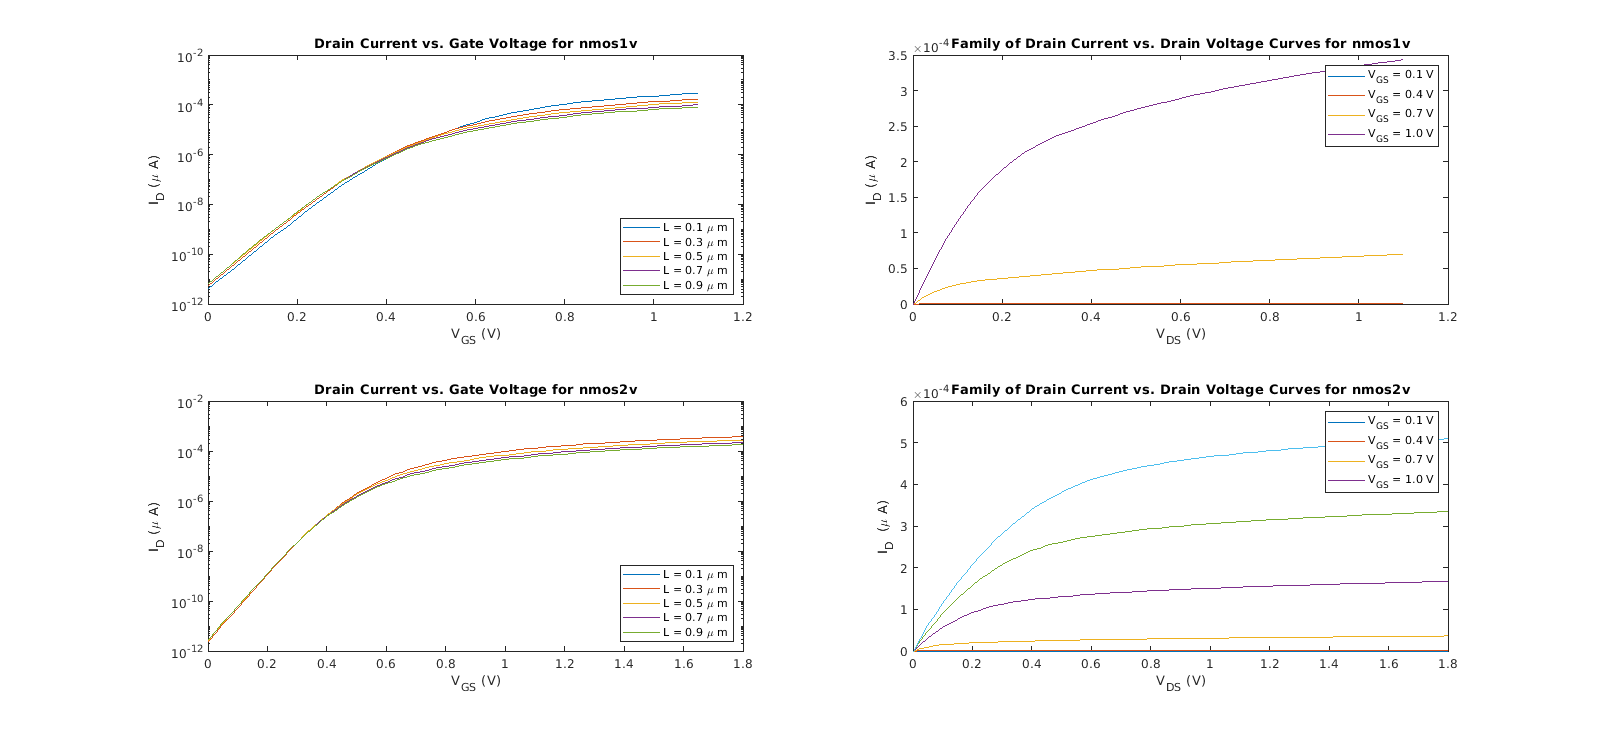 Drain Current vs. Gate Voltage for nmos1v
10^-2
10^-4
10^-6
10^-8
10^-10
10^-12
I_D (μ A)
0 0.2 0.4 0.6 0.8 1 1.2
V_GS (V)
L = 0.1 μ m
L = 0.3 μ m
L = 0.5 μ m
L = 0.7 μ m
L = 0.9 μ m
×10^-4 Family of Drain Current vs. Drain Voltage Curves for nmos1v
3.5
3
2.5
2
1.5
1
0.5
0
I_D (μ A)
0 0.2 0.4 0.6 0.8 1 1.2
V_DS (V)
V_GS = 0.1 V
V_GS = 0.4 V
V_GS = 0.7 V
V_GS = 1.0 V
Drain Current vs. Gate Voltage for nmos2v
10^-2
10^-4
10^-6
10^-8
10^-10
10^-12
I_D (μ A)
0 0.2 0.4 0.6 0.8 1 1.2 1.4 1.6 1.8
V_GS (V)
L = 0.1 μ m
L = 0.3 μ m
L = 0.5 μ m
L = 0.7 μ m
L = 0.9 μ m
×10^-4 Family of Drain Current vs. Drain Voltage Curves for nmos2v
6
5
4
3
2
1
0
I_D (μ A)
0 0.2 0.4 0.6 0.8 1 1.2 1.4 1.6 1.8
V_DS (V)
V_GS = 0.1 V
V_GS = 0.4 V
V_GS = 0.7 V
V_GS = 1.0 V